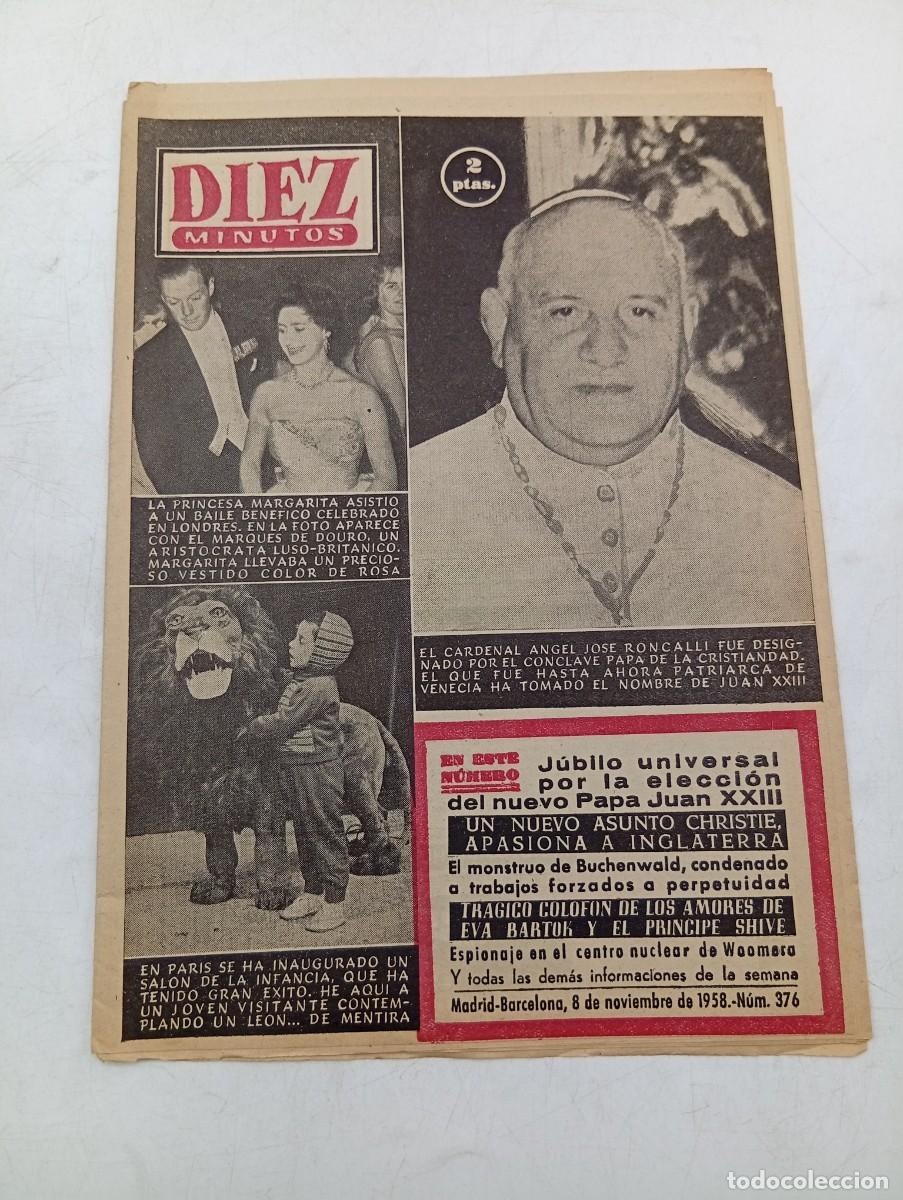 DIEZ
MINUTOS
2
ptas.
LA PRINCESA MARGARITA ASISTIO
A UN BAILE BENEFICO CELEBRADO
EN LONDRES. EN LA FOTO APARECE
CON EL MARQUES DE DOURO, UN
ARISTOCRATA LUSO-BRITANICO.
MARGARITA LLEVABA UN PRECIO-
SO VESTIDO COLOR DE ROSA
EL CARDENAL ANGEL JOSE RONCALLI FUE DESIG-
NADO POR EL CONCLAVE PAPA DE LA CRISTIANDAD.
EL QUE FUE HASTA AHORA PATRIARCA DE
VENECIA HA TOMADO EL NOMBRE DE JUAN XXIII
EN PARIS SE HA INAUGURADO UN
SALON DE LA INFANCIA, QUE HA
TENIDO GRAN EXITO. HE AQUI A
UN JOVEN VISITANTE CONTEM-
PLANDO UN LEON... DE MENTIRA
EN ESTE
NÚMERO
Júbilo universal
por la elección
del nuevo Papa Juan XXIII
UN NUEVO ASUNTO CHRISTIE,
APASIONA A INGLATERRA
El monstruo de Buchenwald, condenado
a trabajos forzados a perpetuidad
TRAGICO COLOFON DE LOS AMORES DE
EVA BARTOK Y EL PRINCIPE SHIVE
Espionaje en el centro nuclear de Woomera
Y todas las demás informaciones de la semana
Madrid-Barcelona, 8 de noviembre de 1958.-Núm. 376
todocoleccion